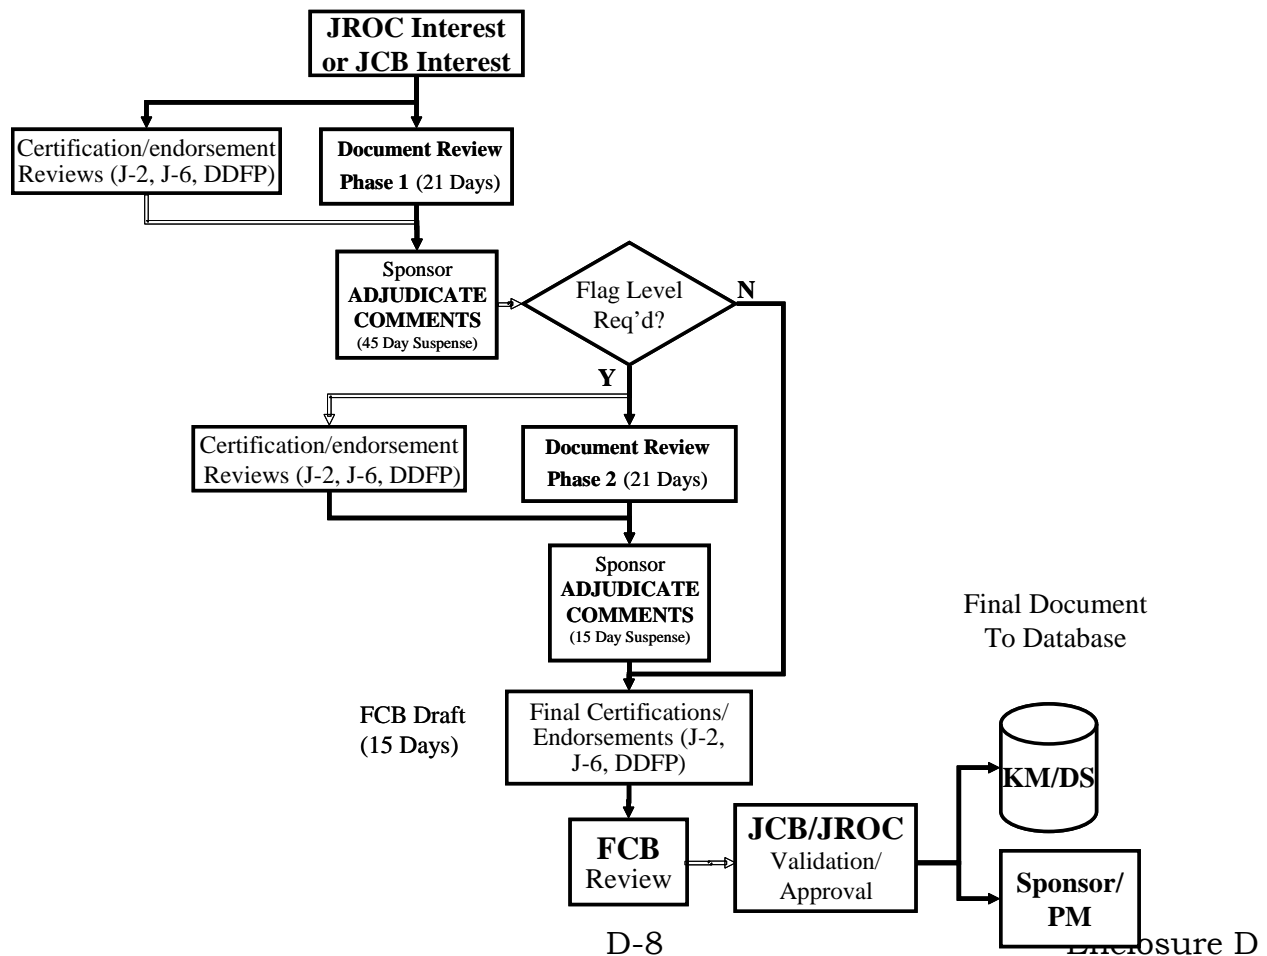 JROC Interest
or JCB Interest
Certification/endorsement
Reviews (J-2, J-6, DDFP)
Document Review
Phase 1 (21 Days)
Sponsor
ADJUDICATE
COMMENTS
(45 Day Suspense)
Flag Level
Req’d?
N
Y
Certification/endorsement
Reviews (J-2, J-6, DDFP)
Document Review
Phase 2 (21 Days)
Sponsor
ADJUDICATE
COMMENTS
(15 Day Suspense)
Final Document
To Database
FCB Draft
(15 Days)
Final Certifications/
Endorsements (J-2,
J-6, DDFP)
KM/DS
FCB
Review
JCB/JROC
Validation/
Approval
Sponsor/
PM
D-8
Enclosure D